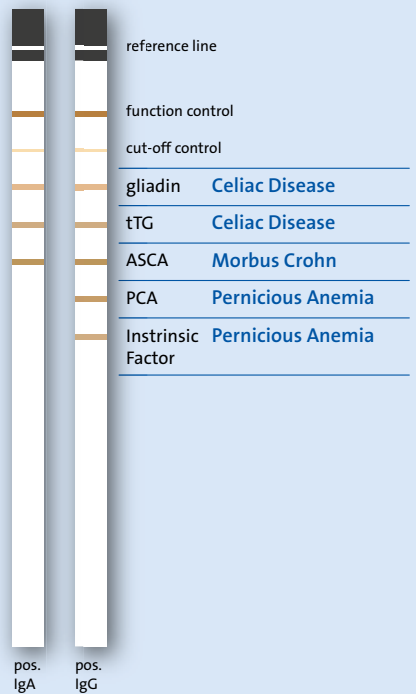 reference line
function control
cut-off control
gliadin Celiac Disease
tTG Celiac Disease
ASCA Morbus Crohn
PCA Pernicious Anemia
Instrinsic Pernicious Anemia
Factor
pos. pos.
IgA IgG